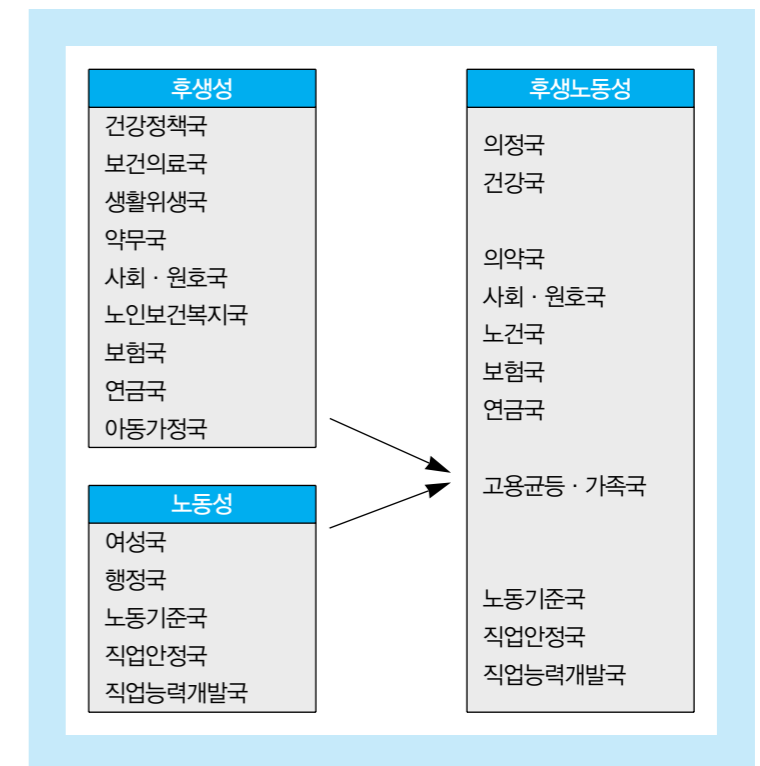 후생성
건강정책국
보건의료국
생활위생국
약무국
사회 · 원호국
노인보건복지국
보험국
연금국
아동가정국
노동성
여성국
행정국
노동기준국
직업안정국
직업능력개발국
후생노동성
의정국
건강국
의약국
사회 · 원호국
노건국
보험국
연금국
고용균등 · 가족국
노동기준국
직업안정국
직업능력개발국